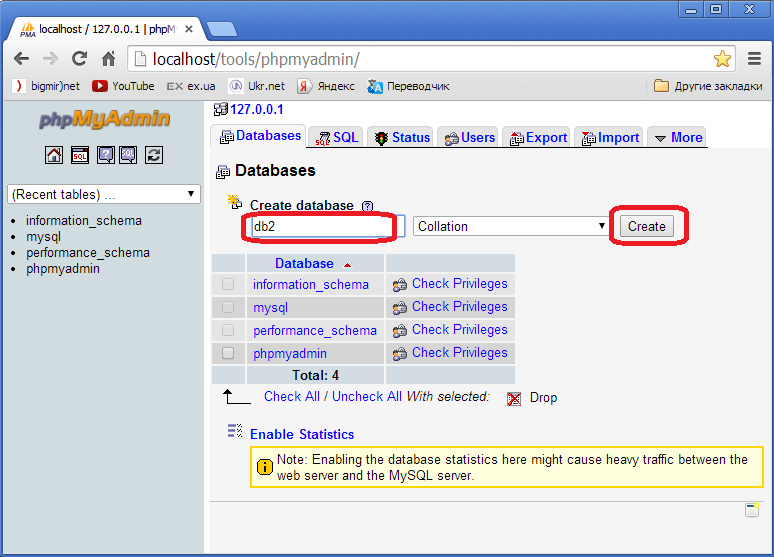 localhost / 127.0.0.1 | phpM
localhost/tools/phpmyadmin/
bigmir)net YouTube EX ex.ua Ukr.net Яндекс Переводчик Другие закладки
phpMyAdmin
(Recent tables) ...
information_schema
mysql
performance_schema
phpmyadmin
127.0.0.1
Databases SQL Status Users Export Import More
Databases
Create database
db2 Collation Create
Database
information_schema Check Privileges
mysql Check Privileges
performance_schema Check Privileges
phpmyadmin Check Privileges
Total: 4
Check All / Uncheck All With selected: Drop
Enable Statistics
Note: Enabling the database statistics here might cause heavy traffic between the
web server and the MySQL server.